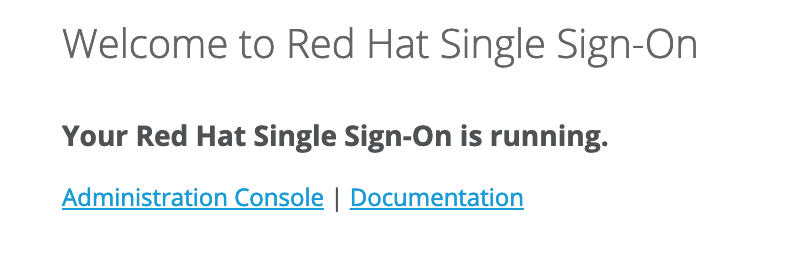 Welcome to Red Hat Single Sign-On
Your Red Hat Single Sign-On is running.
Administration Console | Documentation